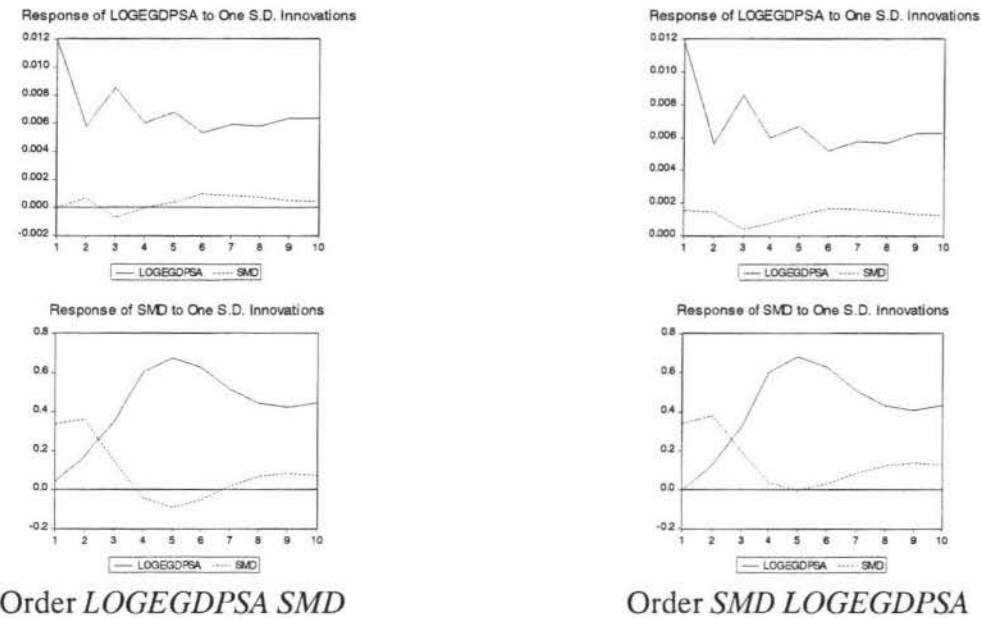 Response of LOGEGDPSA to One S.D. Innovations
0.012
0.010
0.008
0.006
0.004
0.002
0.000
-0.002
1 2 3 4 5 6 7 8 9 10
LOGEGDPSA SMD
Response of LOGEGDPSA to One S.D. Innovations
0.012
0.010
0.008
0.006
0.004
0.002
0.000
1 2 3 4 5 6 7 8 9 10
LOGEGDPSA SMD
Response of SMD to One S.D. Innovations
0.8
0.6
0.4
0.2
0.0
-0.2
1 2 3 4 5 6 7 8 9 10
LOGEGDPSA SMD
Response of SMD to One S.D. Innovations
0.8
0.6
0.4
0.2
0.0
-0.2
1 2 3 4 5 6 7 8 9 10
LOGEGDPSA SMD
Order LOGEGDPSA SMD
Order SMD LOGEGDPSA